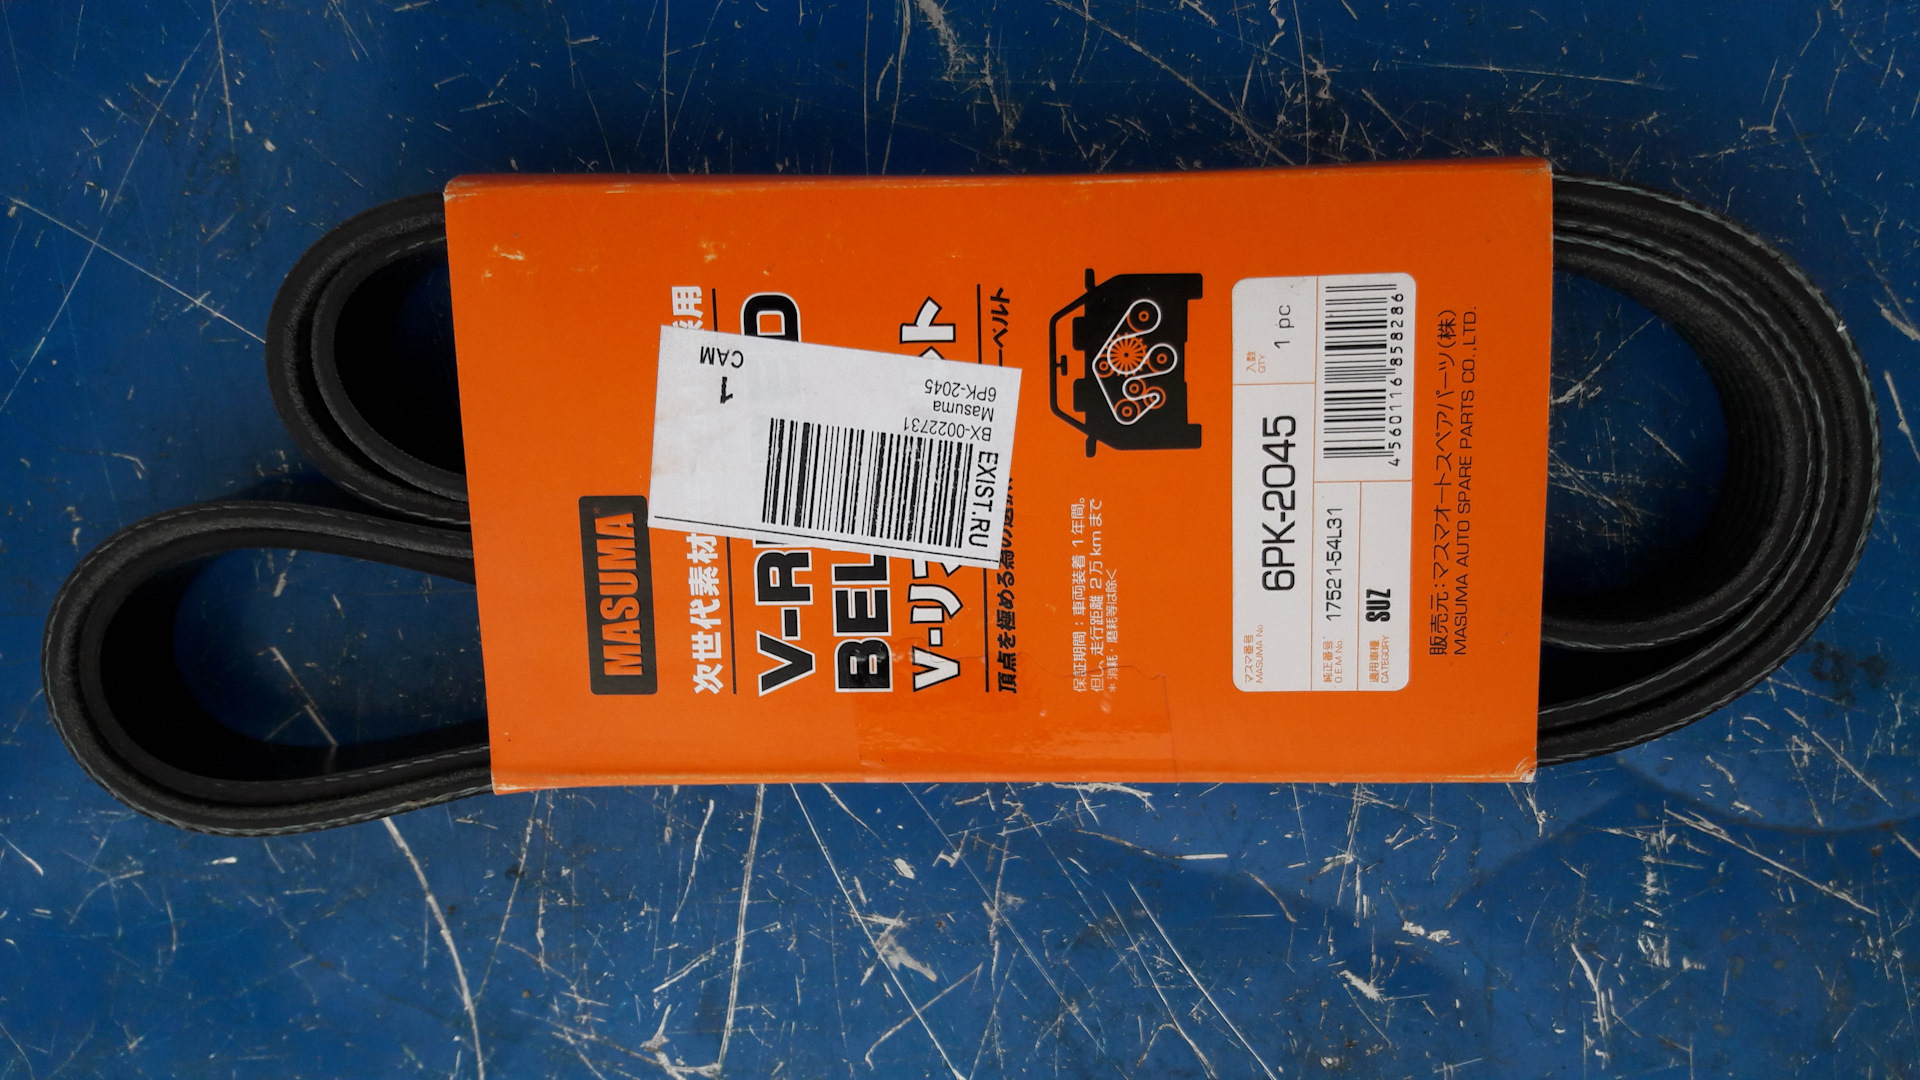 MASUMA
次世代素材 用
V-R D
BEL
V-リ ト
頂点を極める為の ーベルト
EXIST.RU
BX-0022731
Masuma
6PK-2045
1 CAM
保証期間：車両装着１年間。
但し、走行距離２万kmまで
＊消耗・磨耗等は除く
マスマ番号
MASUMA No.
6PK-2045
入数
QTY
1 pc
純正番号
O.E.M.No.
17521-54L31
適用車種
CATEGORY
SUZ
4 560116 858286
販売元：マスマオートスペアパーツ（株）
MASUMA AUTO SPARE PARTS CO.,LTD.